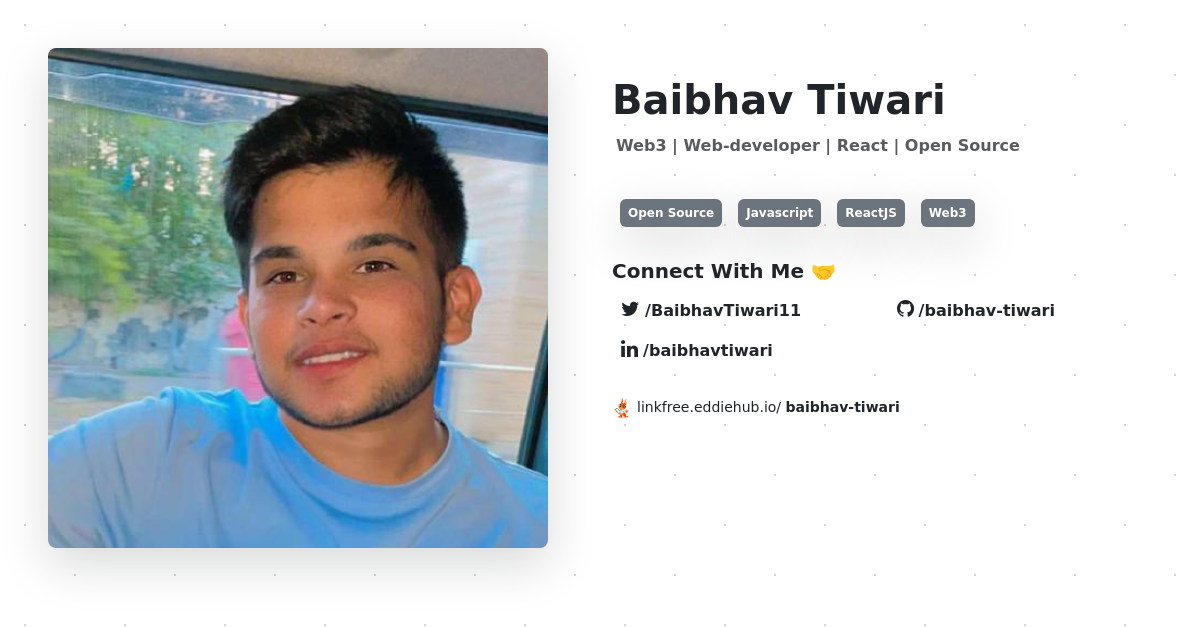 Baibhav Tiwari
Web3 | Web-developer | React | Open Source
Open Source Javascript ReactJS Web3
Connect With Me 🤝
/BaibhavTiwari11 /baibhav-tiwari
/baibhavtiwari
linkfree.eddiehub.io/ baibhav-tiwari